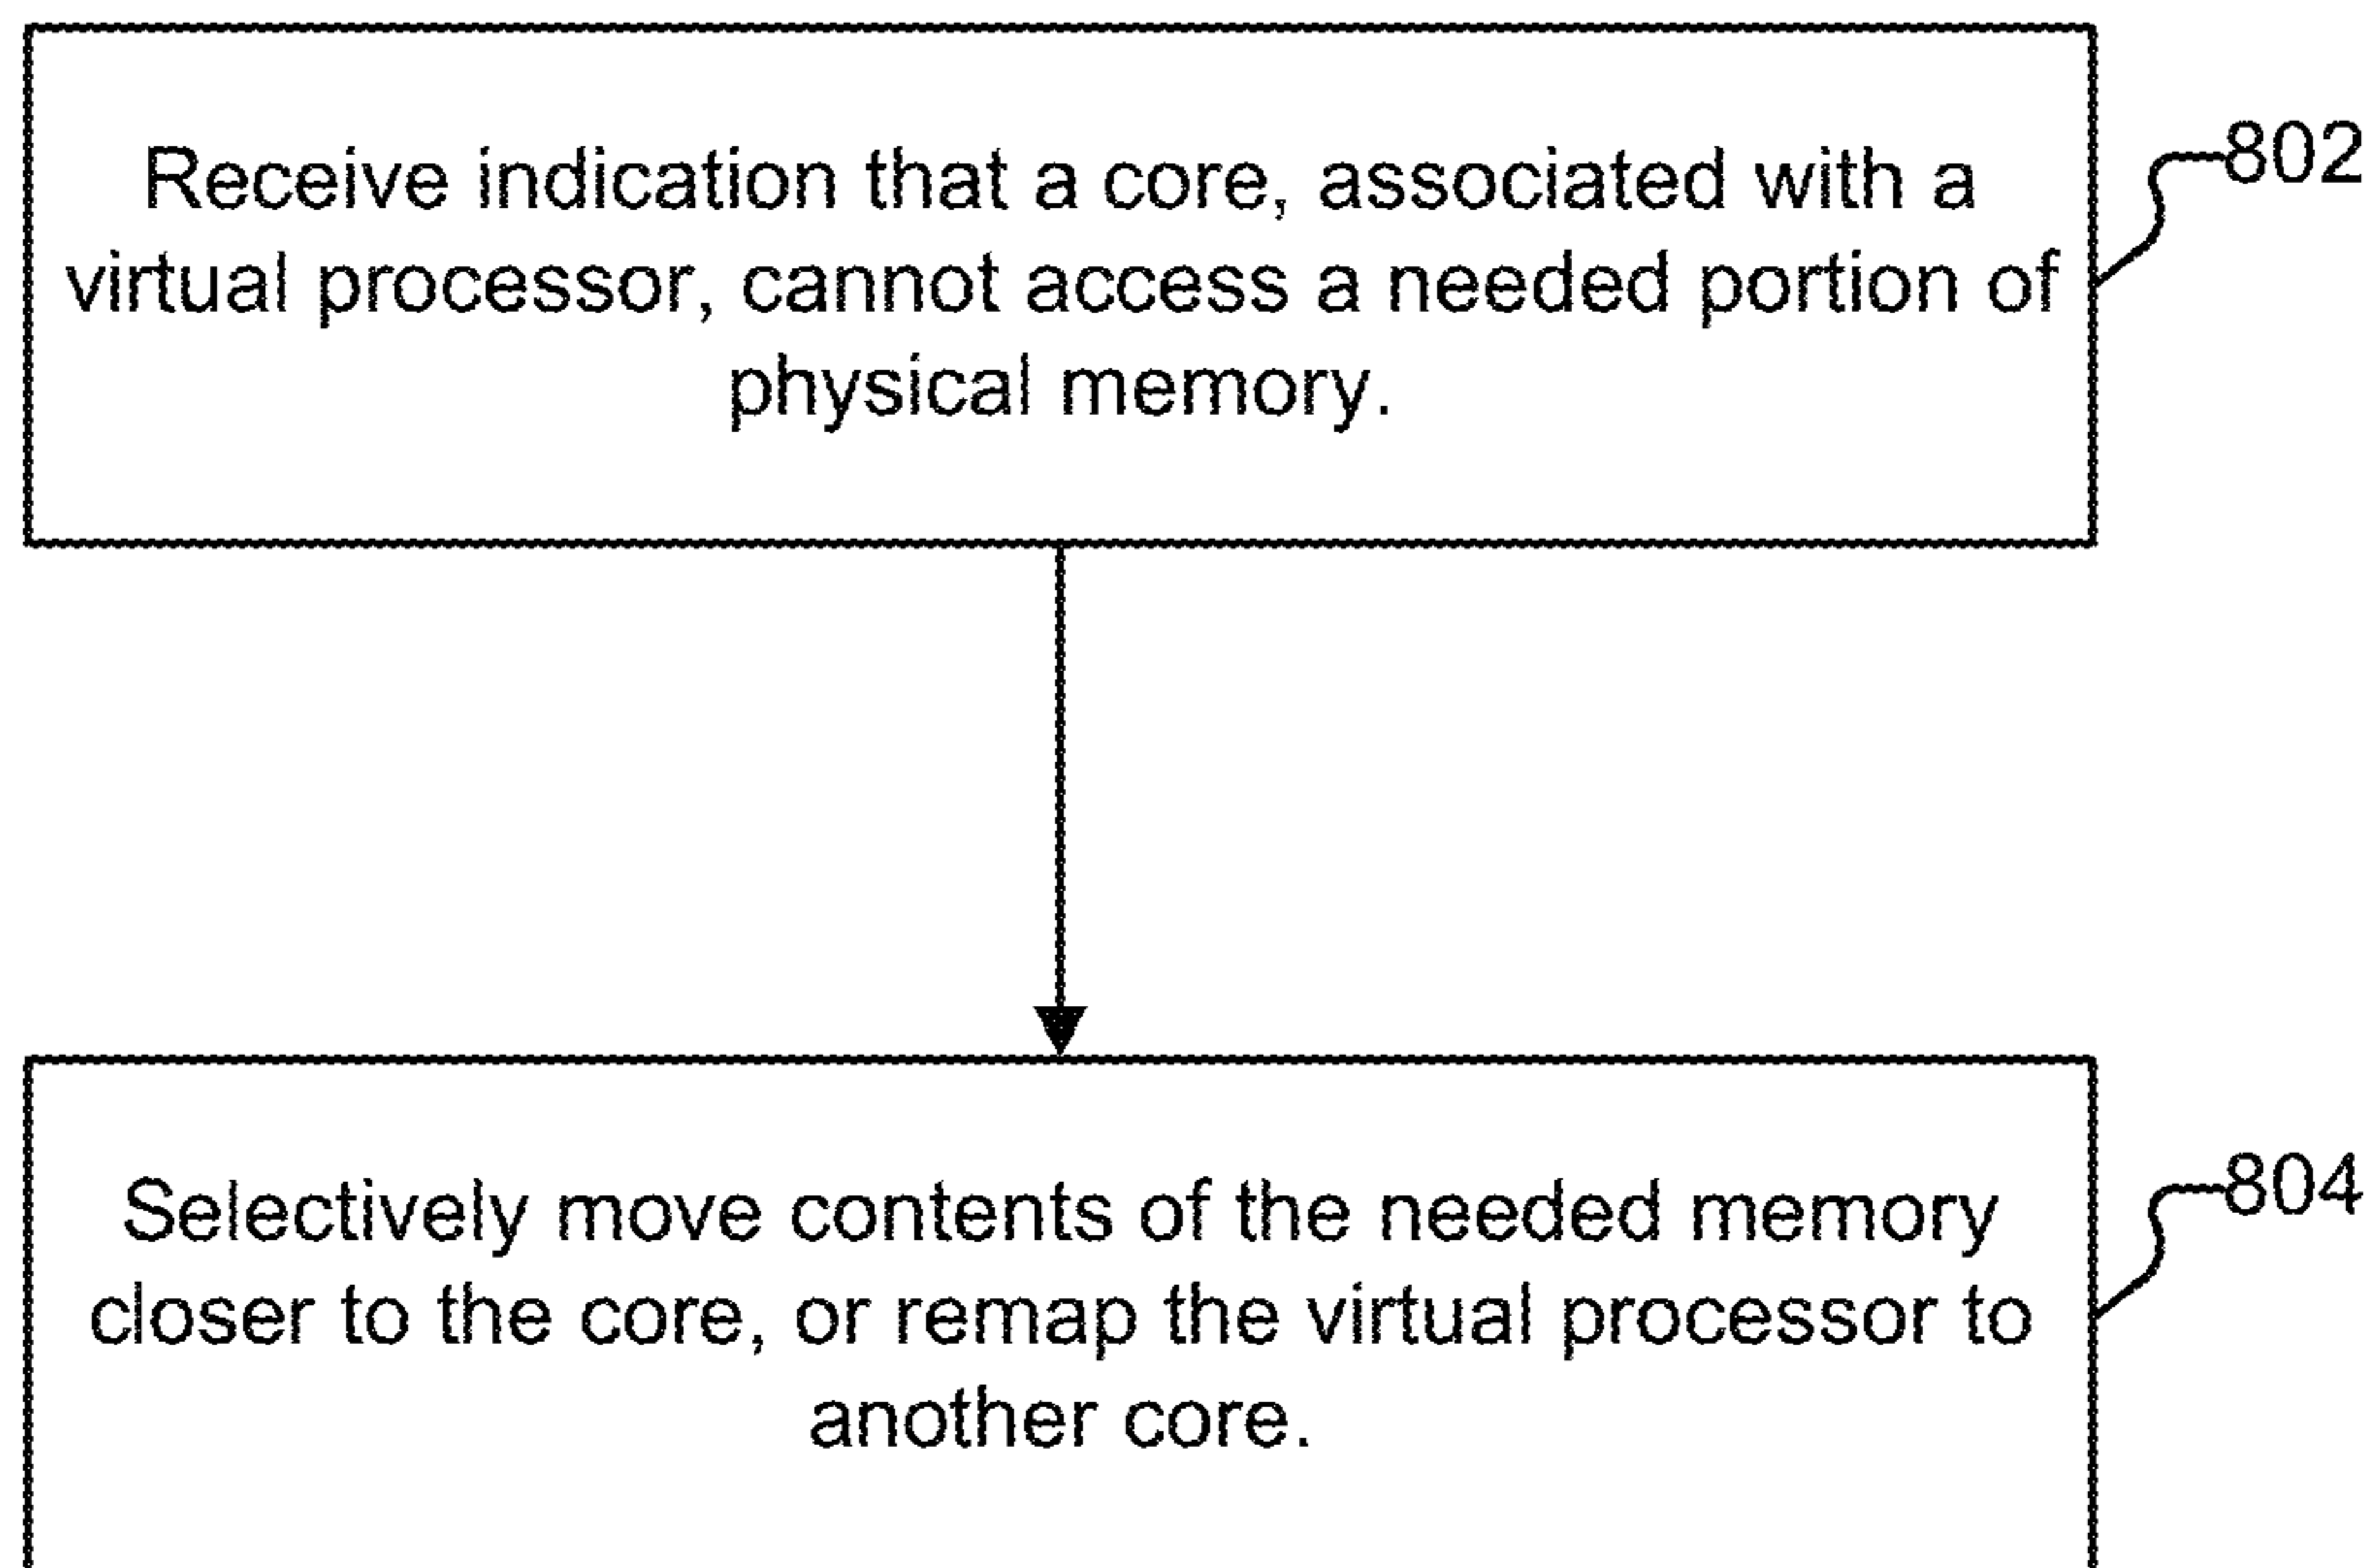 Receive indication that a core, associated with a
virtual processor, cannot access a needed portion of
physical memory.
802
Selectively move contents of the needed memory
closer to the core, or remap the virtual processor to
another core.
804